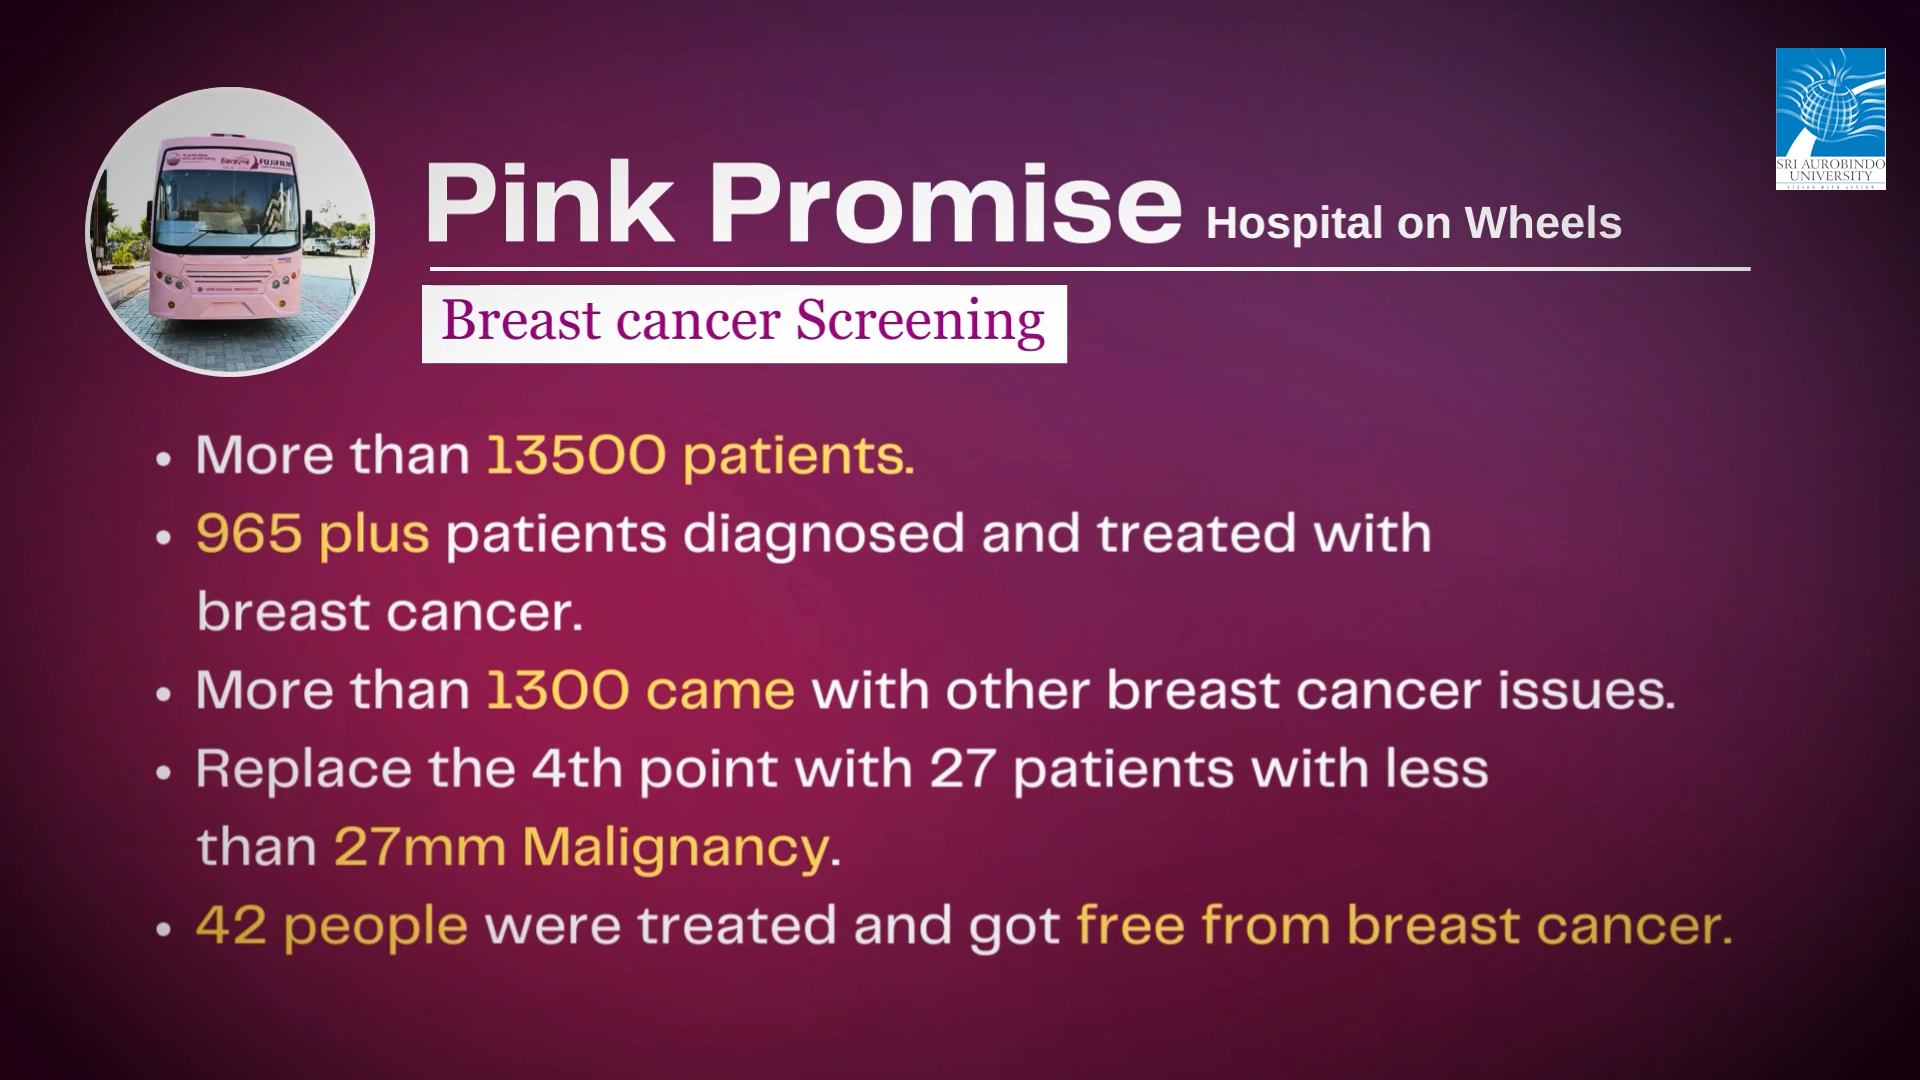 SRI AUROBINDO
UNIVERSITY
FUJIFILM
Pink Promise Hospital on Wheels
Breast cancer Screening
• More than 13500 patients.
• 965 plus patients diagnosed and treated with
breast cancer.
• More than 1300 came with other breast cancer issues.
• Replace the 4th point with 27 patients with less
than 27mm Malignancy.
• 42 people were treated and got free from breast cancer.